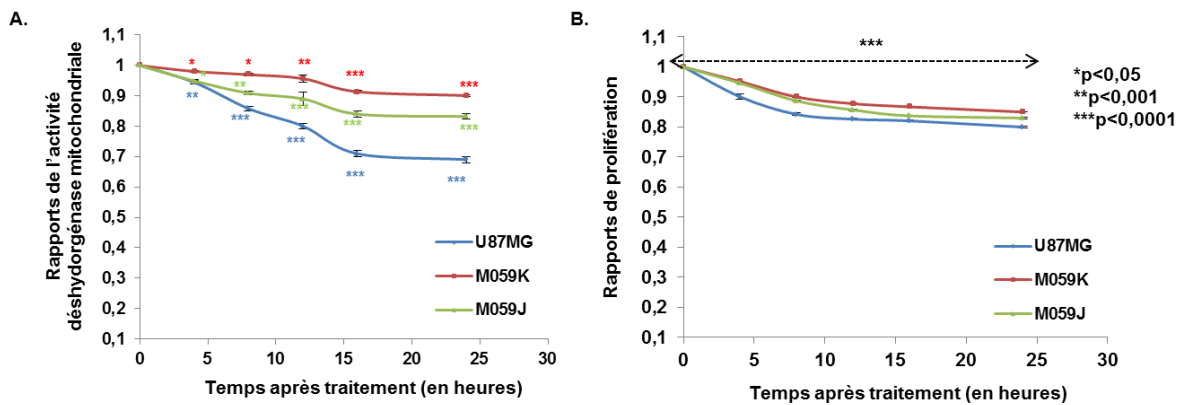 A.
Rapports de l'activité
déshydorgénase mitochondriale
1,1
1
0,9
0,8
0,7
0,6
0,5
0,4
0,3
0,2
0,1
* * ** *** ***
* ** *** *** ***
** *** *** *** ***
U87MG
M059K
M059J
0 5 10 15 20 25 30
Temps après traitement (en heures)
B.
Rapports de prolifération
1,1
1
0,9
0,8
0,7
0,6
0,5
0,4
0,3
0,2
0,1
***
U87MG
M059K
M059J
0 5 10 15 20 25 30
Temps après traitement (en heures)
*p<0,05
**p<0,001
***p<0,0001